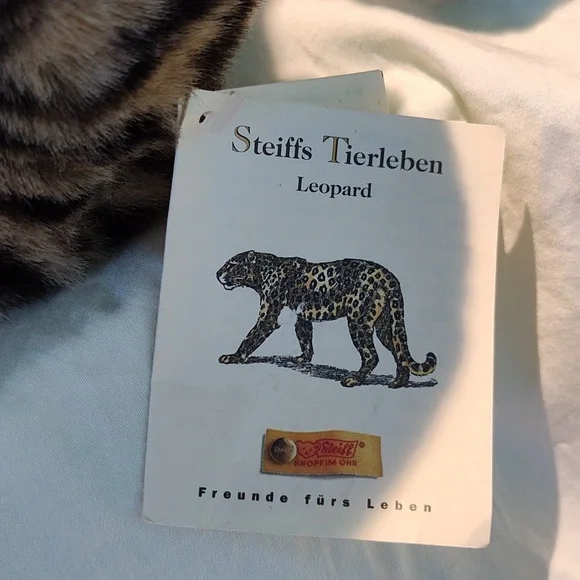 Steiffs Tierleben
Leopard
Steiff
KNOPF IM OHR
Freunde fürs Leben